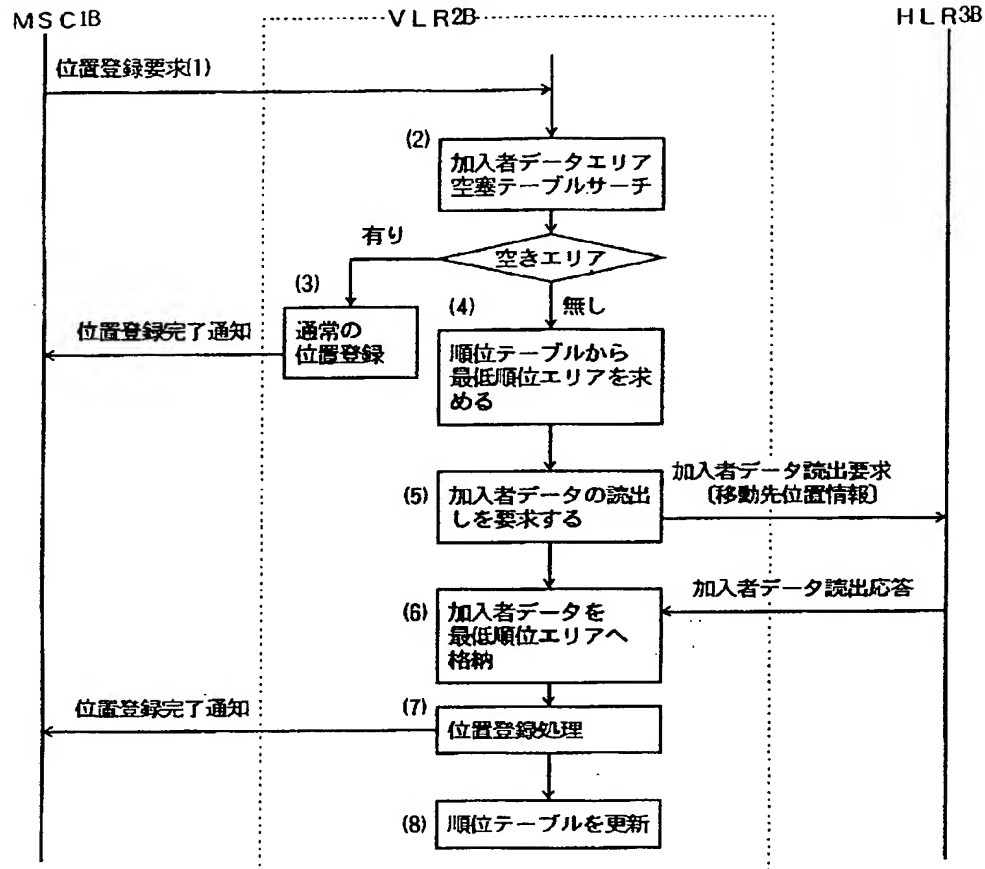 MSC1B
VLR2B
HLR3B
位置登録要求(1)
(2)
加入者データエリア
空塞テーブルサーチ
有り
空きエリア
(3)
(4)
無し
位置登録完了通知
通常の
位置登録
順位テーブルから
最低順位エリアを求
める
加入者データ読出要求
〔移動先位置情報〕
(5)
加入者データの読出
しを要求する
加入者データ読出応答
(6)
加入者データを
最低順位エリアへ
格納
位置登録完了通知
(7)
位置登録処理
(8)
順位テーブルを更新